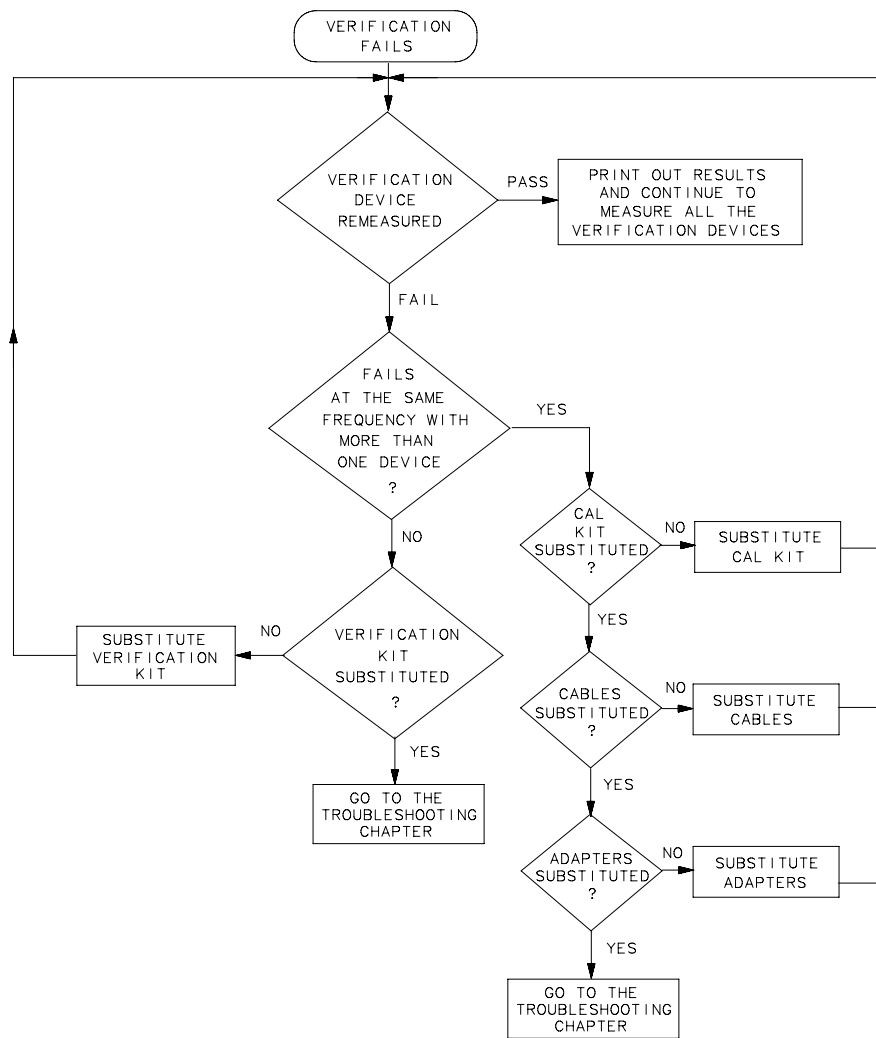 VERIFICATION
FAILS
VERIFICATION
DEVICE
REMEASURED
PASS
PRINT OUT RESULTS
AND CONTINUE TO
MEASURE ALL THE
VERIFICATION DEVICES
FAIL
FAILS
AT THE SAME
FREQUENCY WITH
MORE THAN
ONE DEVICE
?
YES
CAL
KIT
SUBSTITUTED
?
NO
SUBSTITUTE
CAL KIT
NO
VERIFICATION
KIT
SUBSTITUTED
?
NO
SUBSTITUTE
VERIFICATION
KIT
YES
CABLES
SUBSTITUTED
?
NO
SUBSTITUTE
CABLES
YES
GO TO THE
TROUBLESHOOTING
CHAPTER
YES
ADAPTERS
SUBSTITUTED
?
NO
SUBSTITUTE
ADAPTERS
YES
GO TO THE
TROUBLESHOOTING
CHAPTER